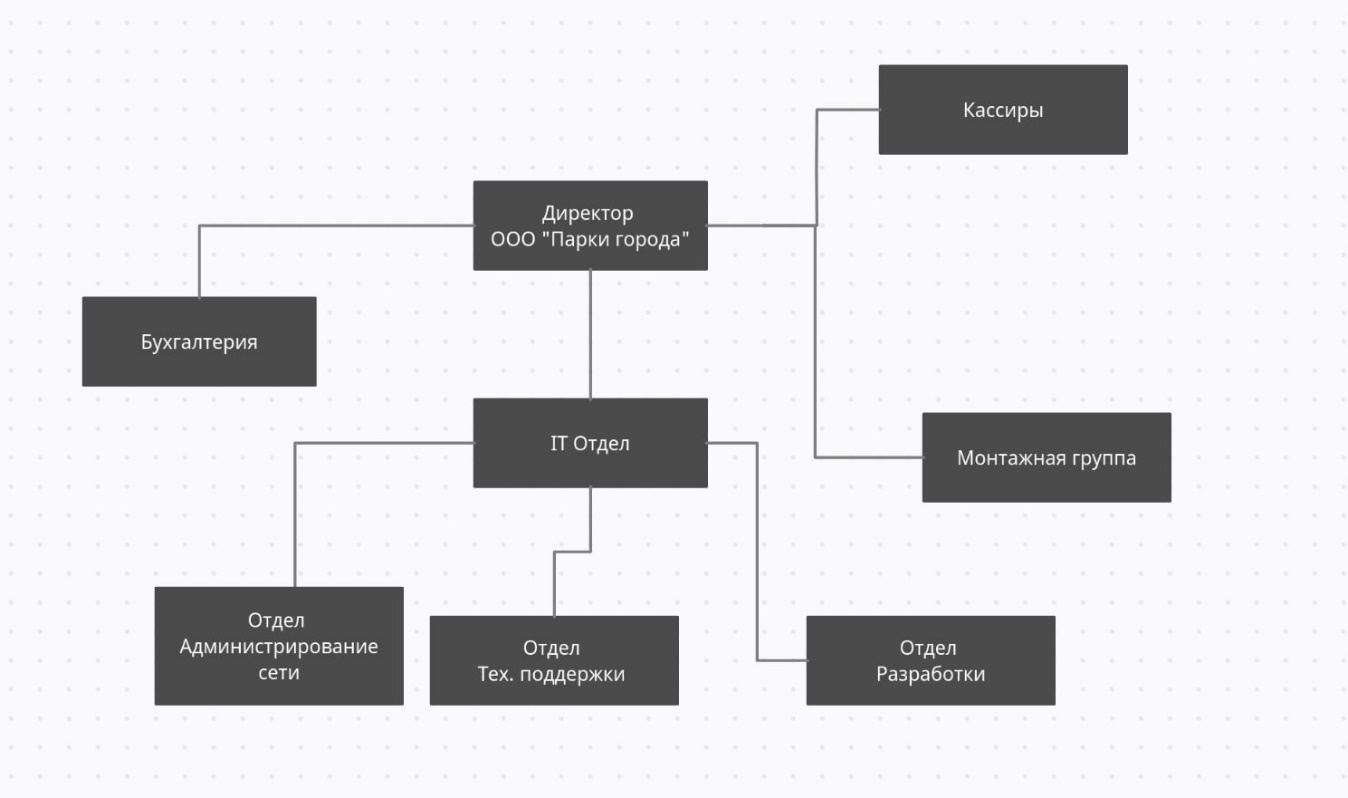 Кассиры
Директор
ООО "Парки города"
Бухгалтерия
IT Отдел
Монтажная группа
Отдел
Администрирование
сети
Отдел
Тех. поддержки
Отдел
Разработки